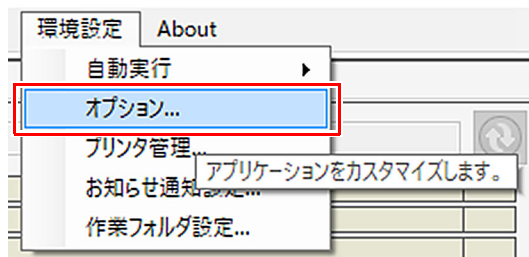 環境設定 About
自動実行
オプション...
プリンタ管理...
アプリケーションをカスタマイズします。
お知らせ通知設定...
作業フォルダ設定...